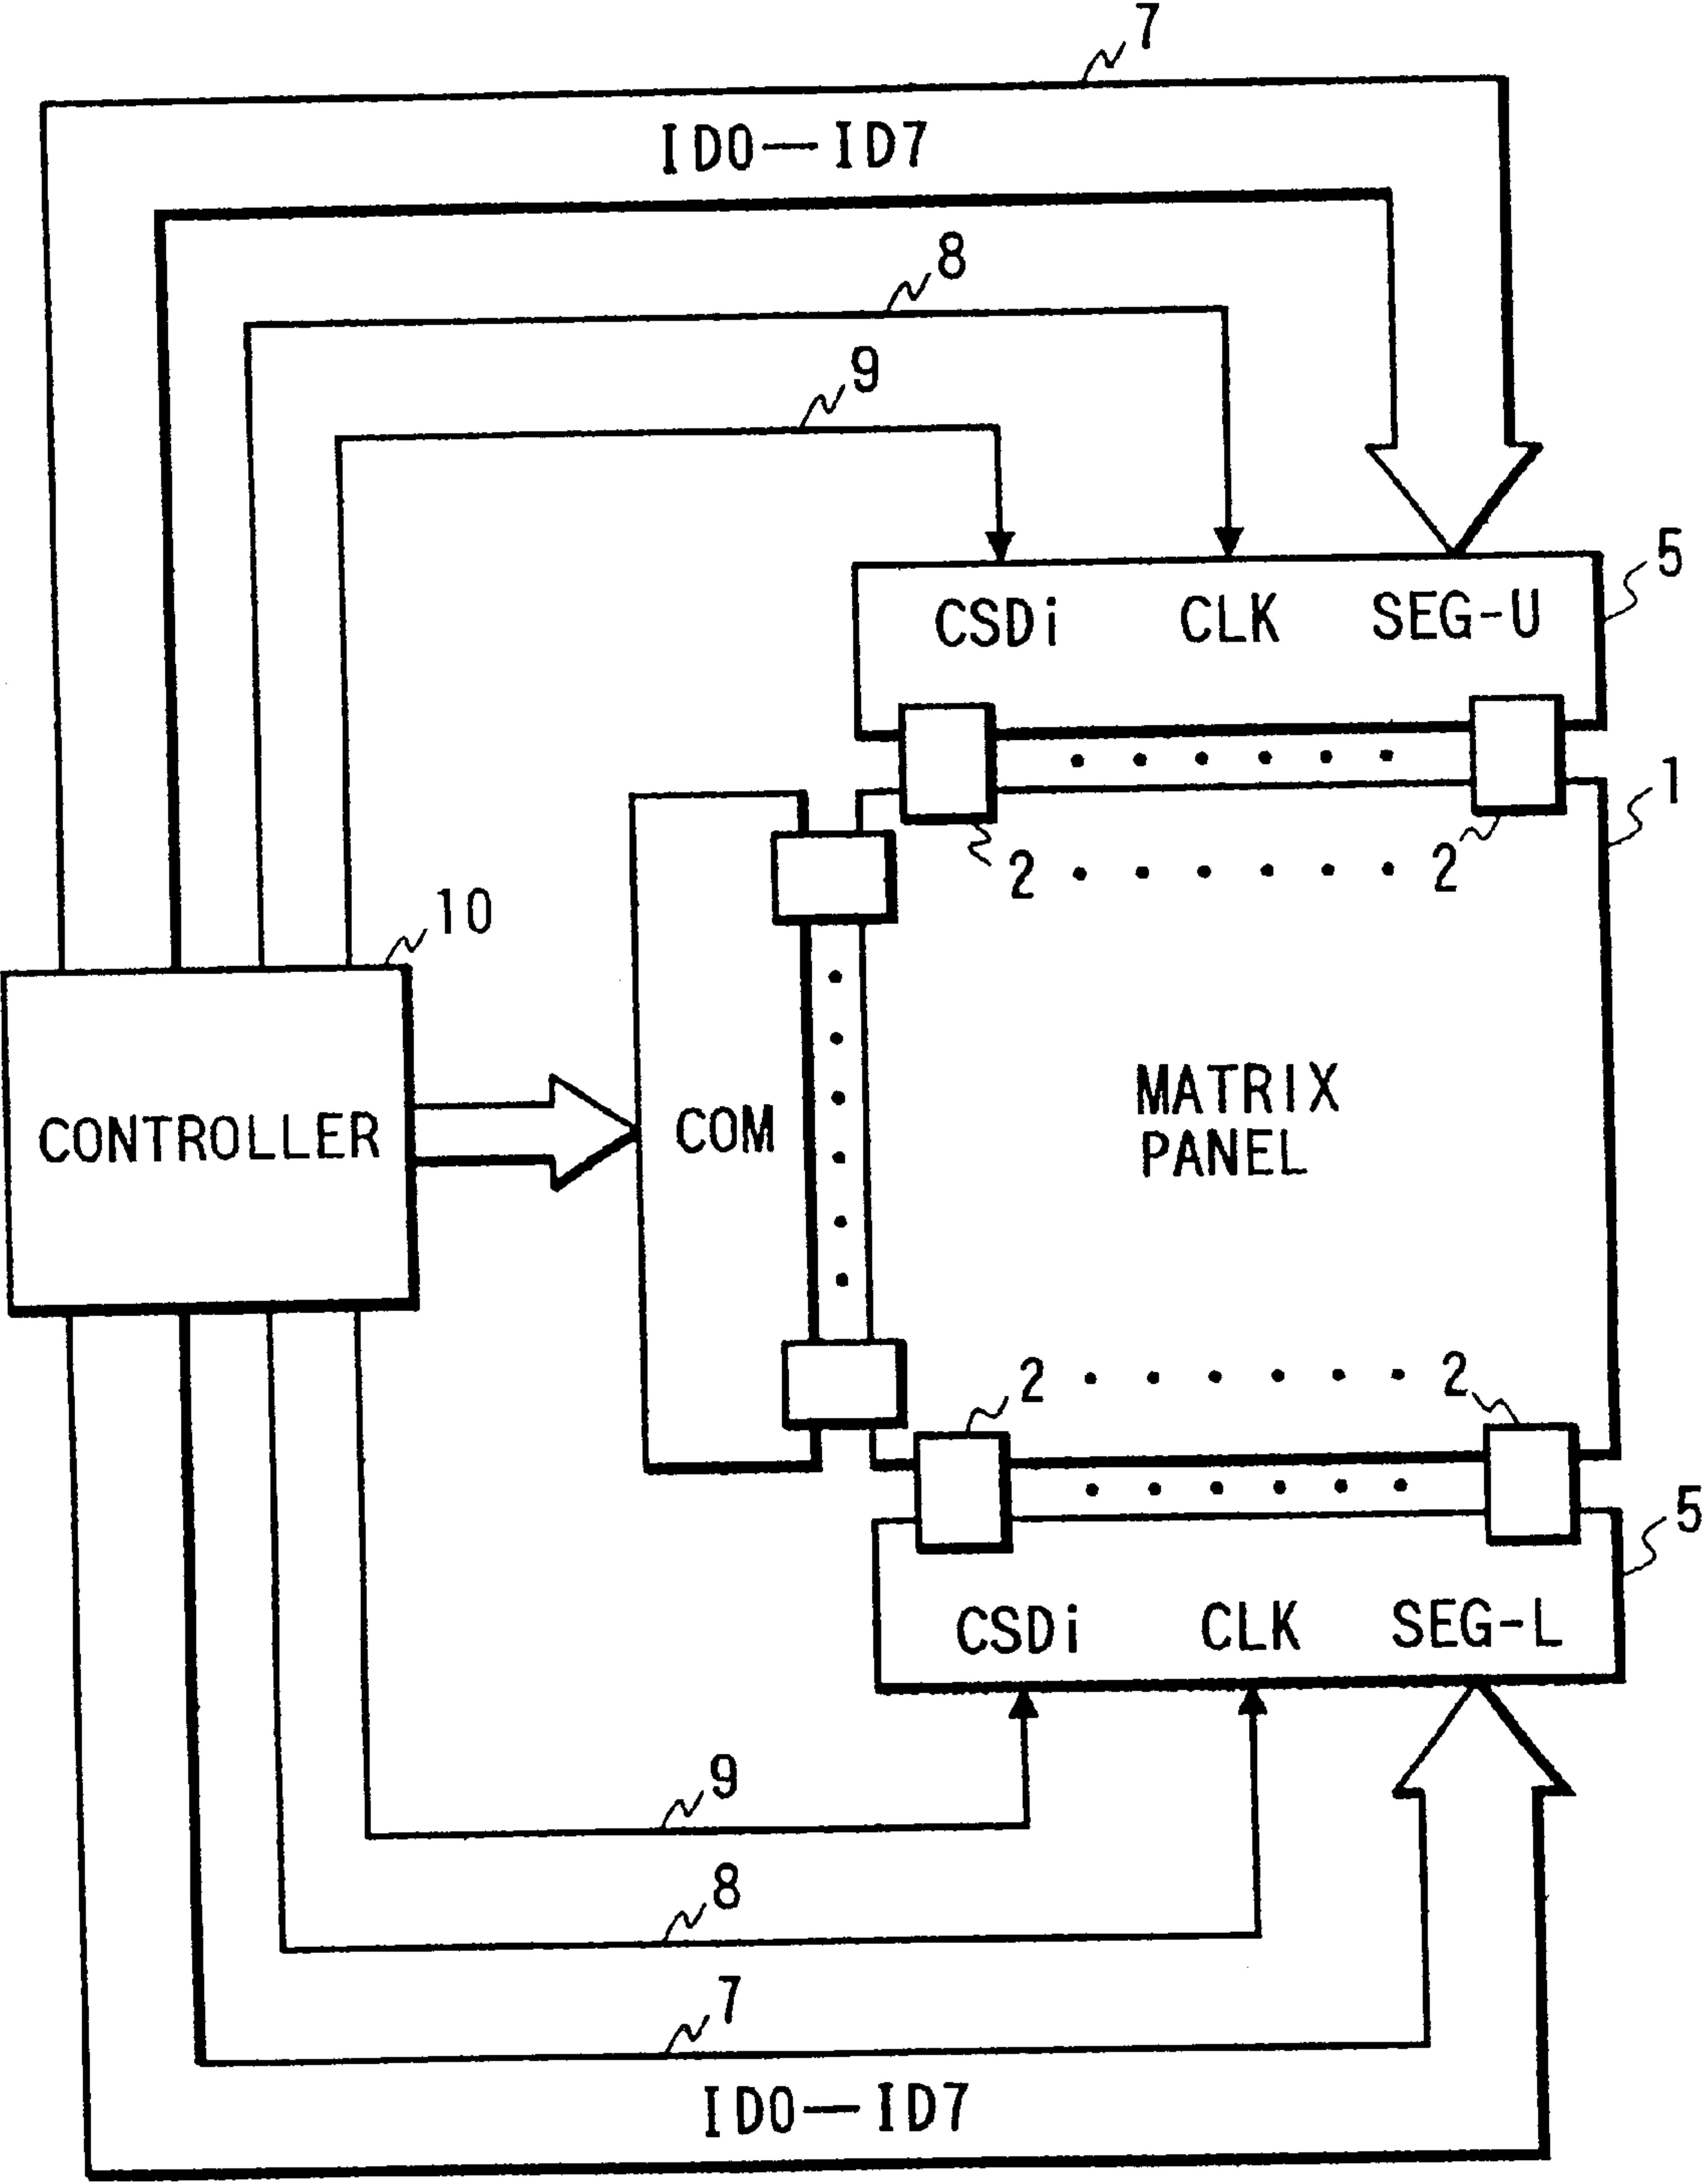 7
ID0—ID7
8
9
5
CSDi CLK SEG-U
1
2 · · · · · · 2
10
CONTROLLER
COM
MATRIX
PANEL
2 · · · · · · 2
5
CSDi CLK SEG-L
9
8
7
ID0—ID7